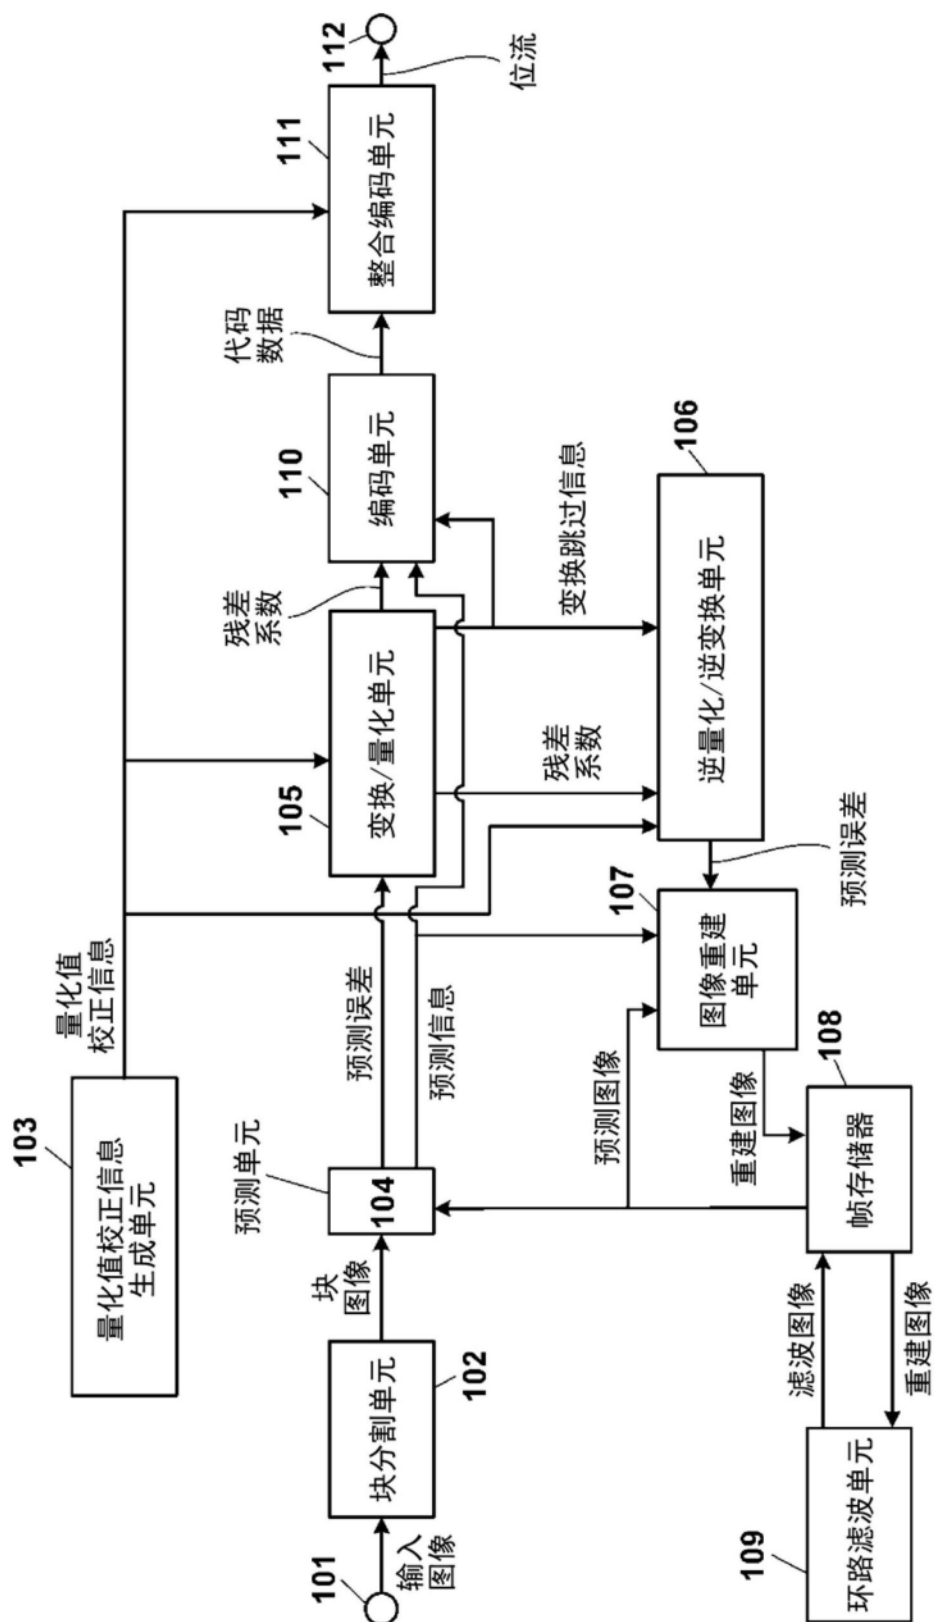 103
量化值校正信息
生成单元
量化值
校正信息
101
输入
图像
块分割单元
102
块
图像
预测单元
104
预测误差
预测信息
105
变换/量化单元
残差
系数
110
编码单元
代码
数据
111
整合编码单元
112
位流
残差
系数
变换跳过信息
106
逆量化/逆变换单元
预测误差
107
图像重建
单元
预测图像
重建图像
108
帧存储器
滤波图像
重建图像
109
环路滤波单元